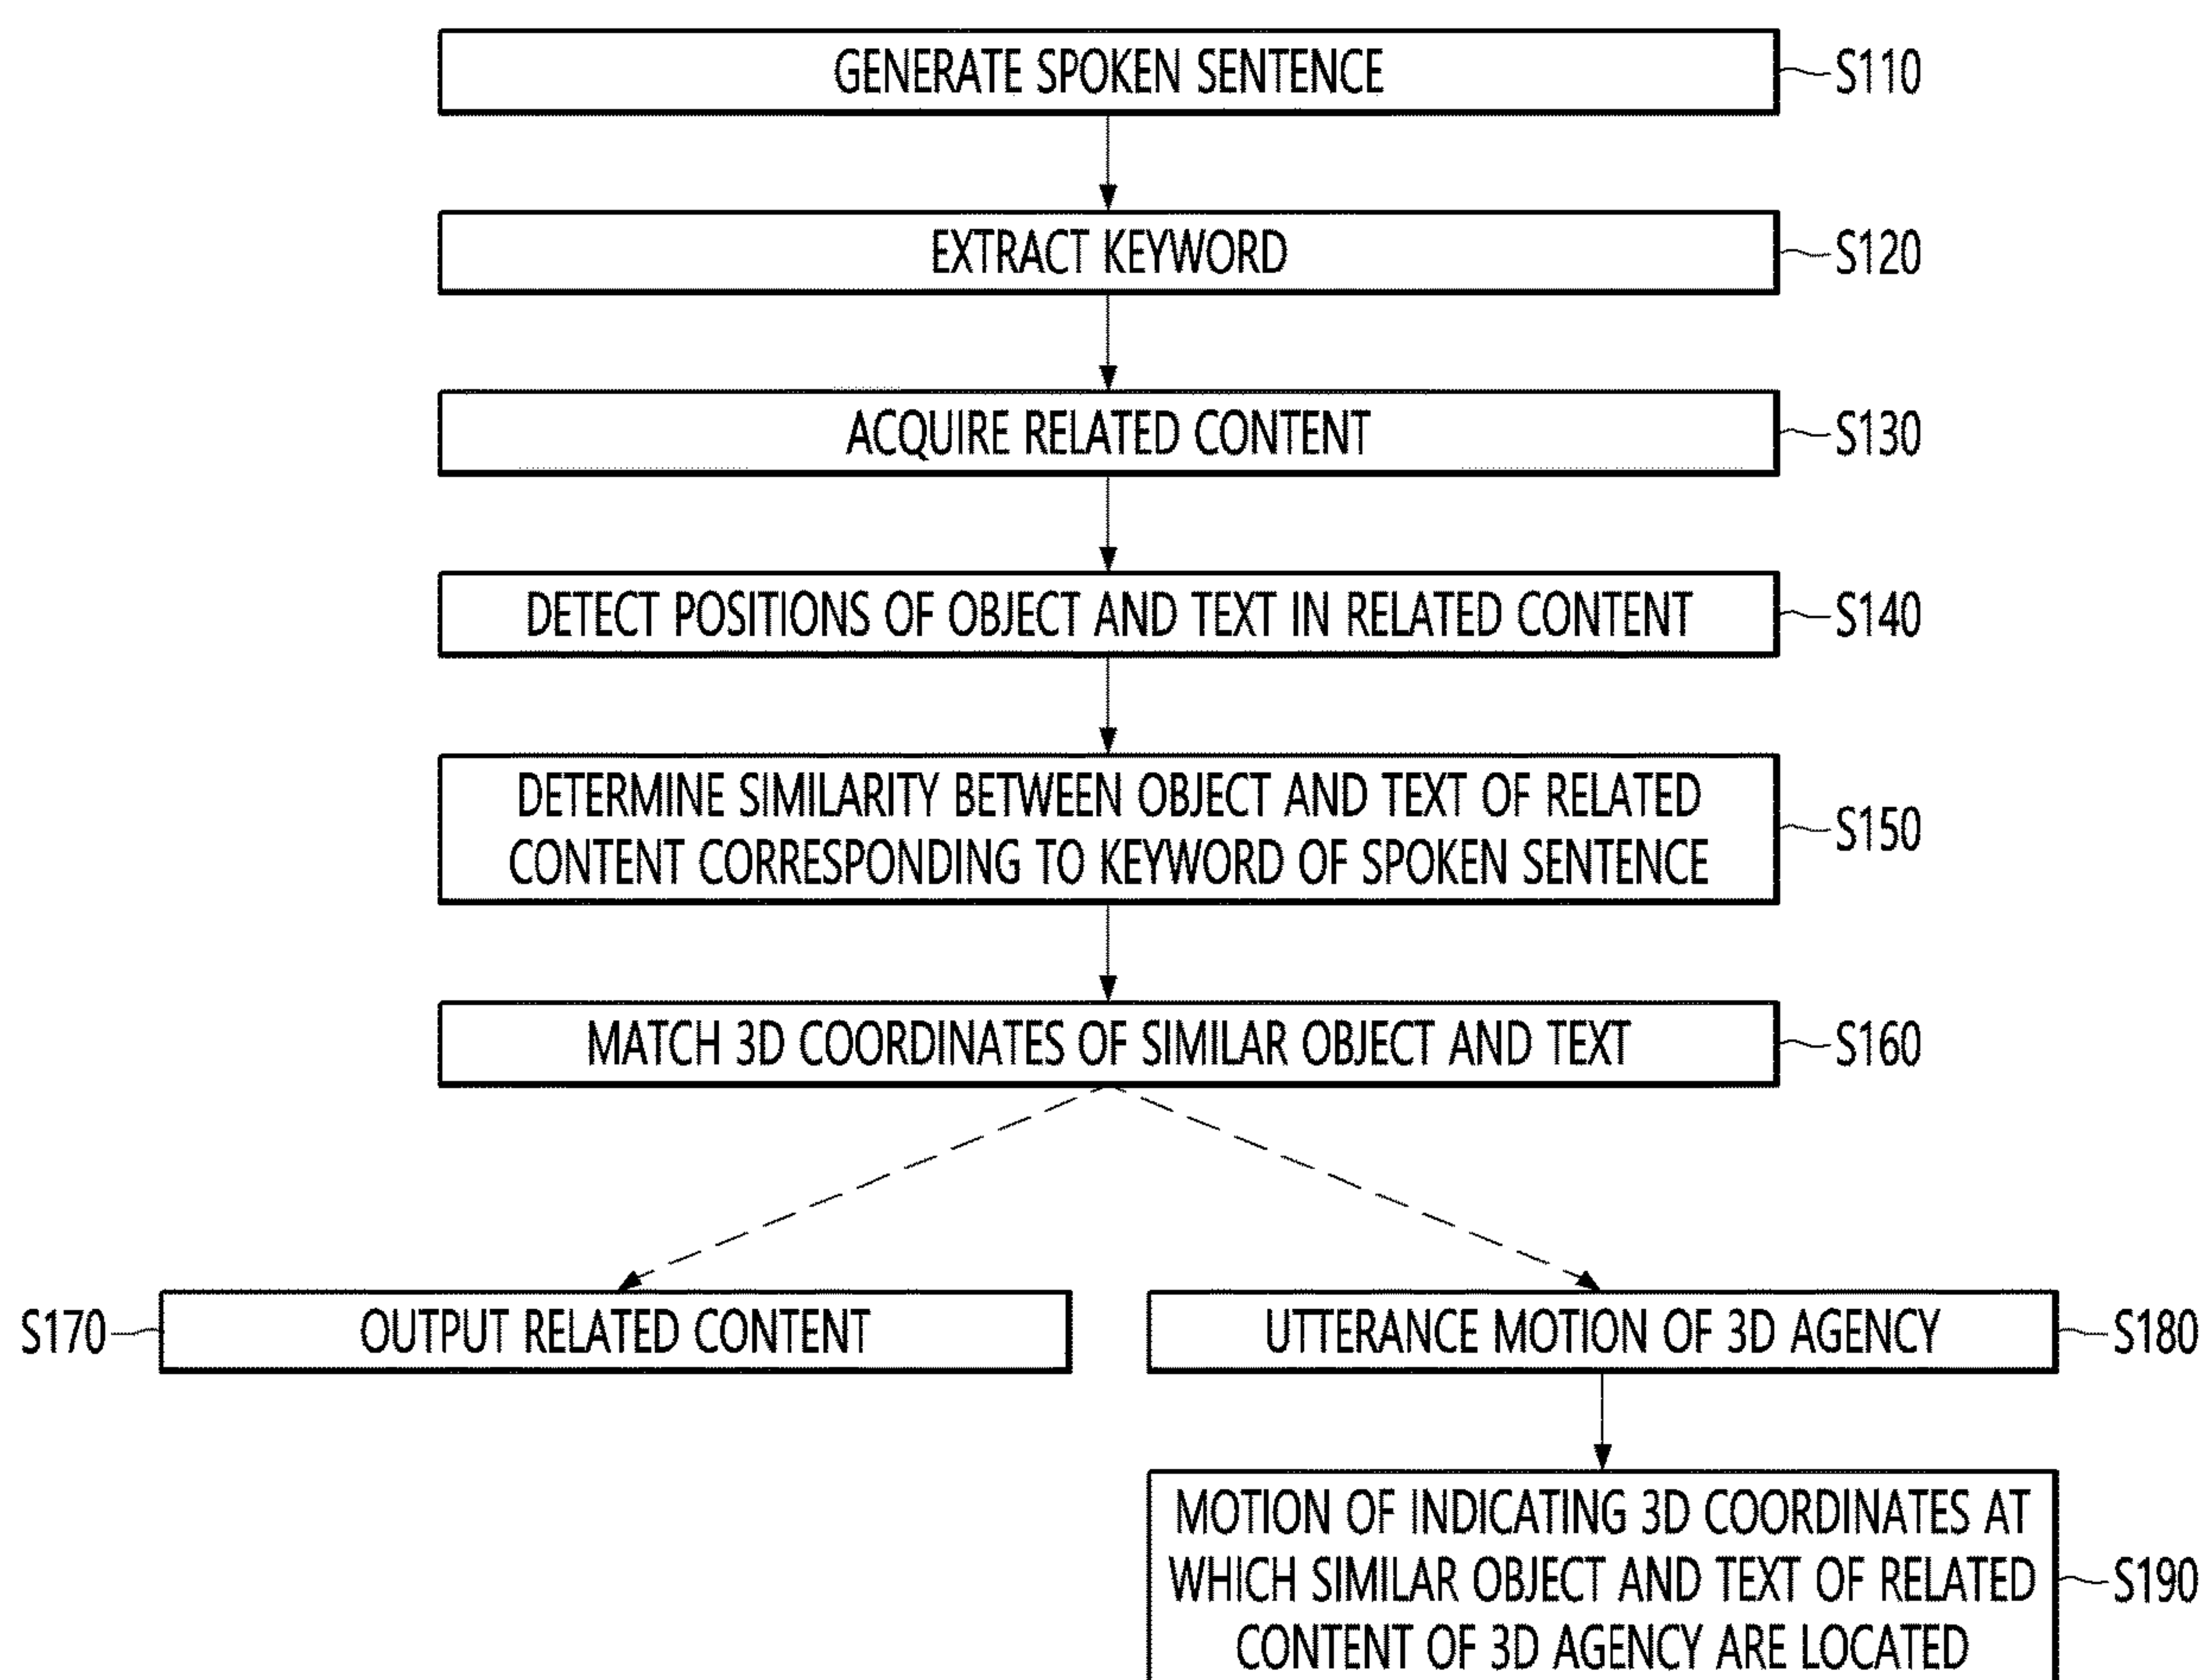 GENERATE SPOKEN SENTENCE
S110
EXTRACT KEYWORD
S120
ACQUIRE RELATED CONTENT
S130
DETECT POSITIONS OF OBJECT AND TEXT IN RELATED CONTENT
S140
DETERMINE SIMILARITY BETWEEN OBJECT AND TEXT OF RELATED
CONTENT CORRESPONDING TO KEYWORD OF SPOKEN SENTENCE
S150
MATCH 3D COORDINATES OF SIMILAR OBJECT AND TEXT
S160
S170
OUTPUT RELATED CONTENT
UTTERANCE MOTION OF 3D AGENCY
S180
MOTION OF INDICATING 3D COORDINATES AT
WHICH SIMILAR OBJECT AND TEXT OF RELATED
CONTENT OF 3D AGENCY ARE LOCATED
S190